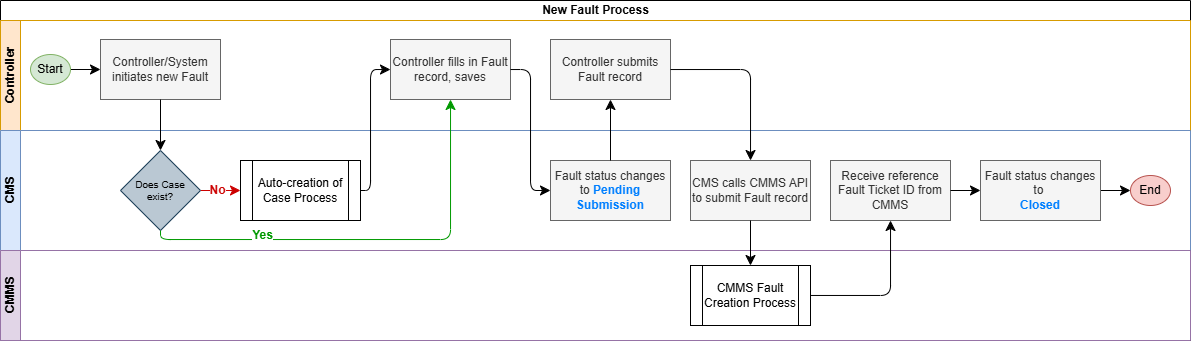 New Fault Process
Controller
Start
Controller/System
initiates new Fault
Controller fills in Fault
record, saves
Controller submits
Fault record
CMS
Does Case
exist?
No
Yes
Auto-creation of
Case Process
Fault status changes
to Pending
Submission
CMS calls CMMS API
to submit Fault record
Receive reference
Fault Ticket ID from
CMMS
Fault status changes
to
Closed
End
CMMS
CMMS Fault
Creation Process